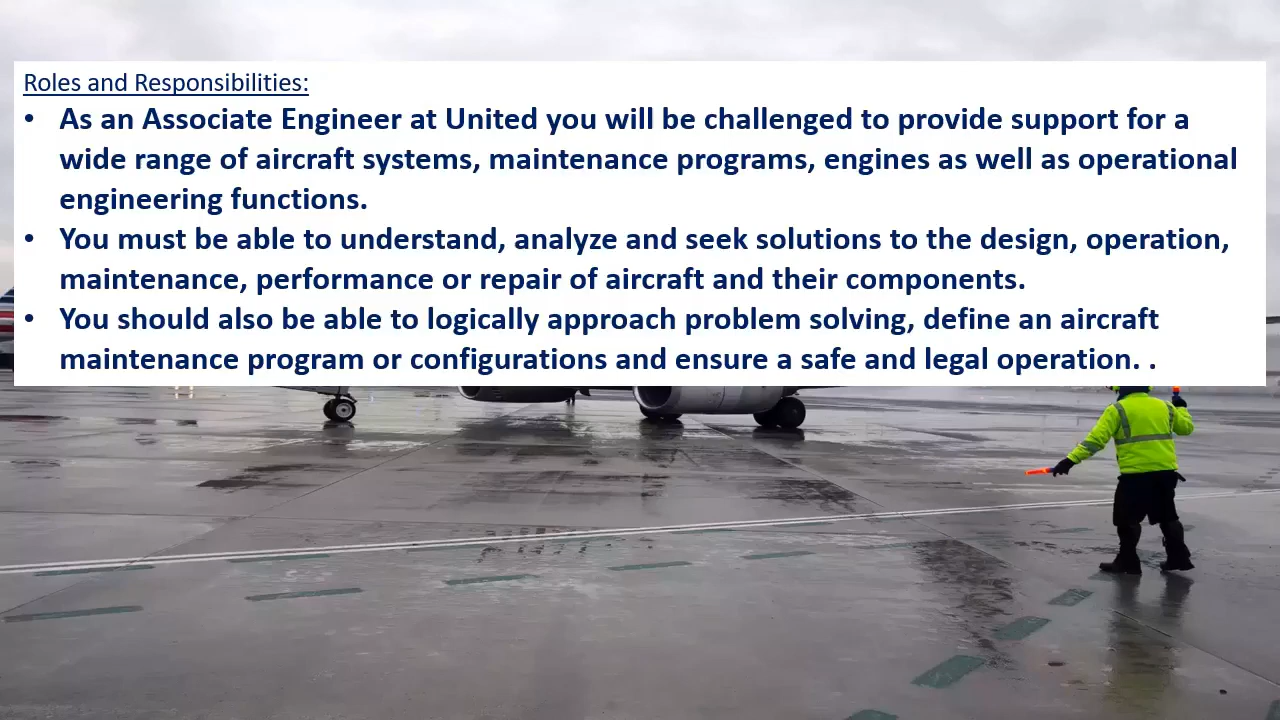 Roles and Responsibilities:
• As an Associate Engineer at United you will be challenged to provide support for a
wide range of aircraft systems, maintenance programs, engines as well as operational
engineering functions.
• You must be able to understand, analyze and seek solutions to the design, operation,
maintenance, performance or repair of aircraft and their components.
• You should also be able to logically approach problem solving, define an aircraft
maintenance program or configurations and ensure a safe and legal operation. .